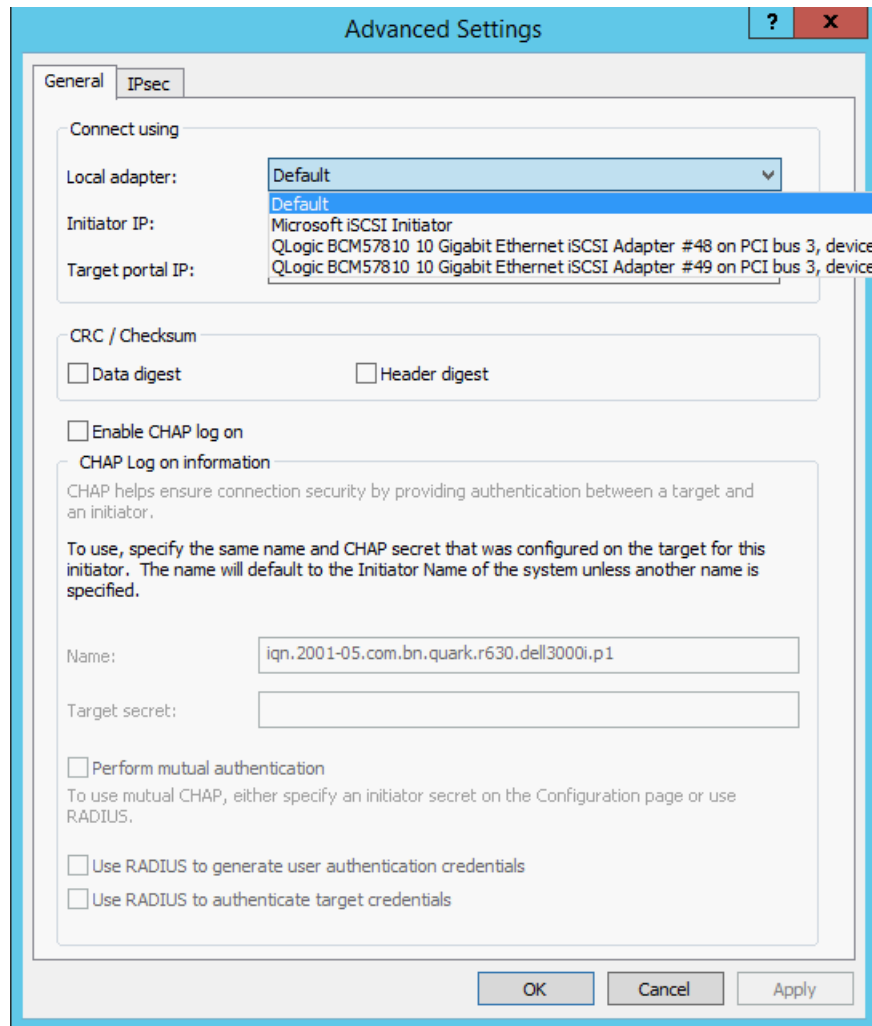 Advanced Settings
?
x
General
IPsec
Connect using
Local adapter:
Default
Default
Initiator IP:
Microsoft iSCSI Initiator
QLogic BCM57810 10 Gigabit Ethernet iSCSI Adapter #48 on PCI bus 3, device
Target portal IP:
QLogic BCM57810 10 Gigabit Ethernet iSCSI Adapter #49 on PCI bus 3, device
CRC / Checksum
Data digest
Header digest
Enable CHAP log on
CHAP Log on information
CHAP helps ensure connection security by providing authentication between a target and
an initiator.
To use, specify the same name and CHAP secret that was configured on the target for this
initiator. The name will default to the Initiator Name of the system unless another name is
specified.
Name:
iqn.2001-05.com.bn.quark.r630.dell3000i.p1
Target secret:
Perform mutual authentication
To use mutual CHAP, either specify an initiator secret on the Configuration page or use
RADIUS.
Use RADIUS to generate user authentication credentials
Use RADIUS to authenticate target credentials
OK
Cancel
Apply